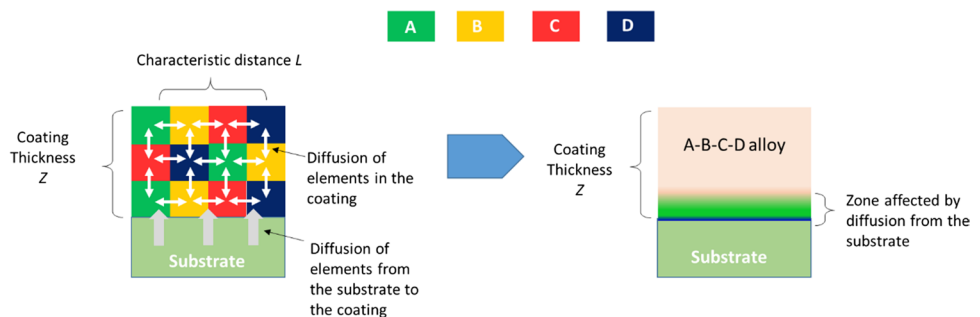 A B C D
Characteristic distance L
Coating
Thickness
Z
Diffusion of
elements in the
coating
Substrate
Diffusion of
elements from
the substrate to
the coating
Coating
Thickness
Z
A-B-C-D alloy
Zone affected by
diffusion from the
substrate
Substrate